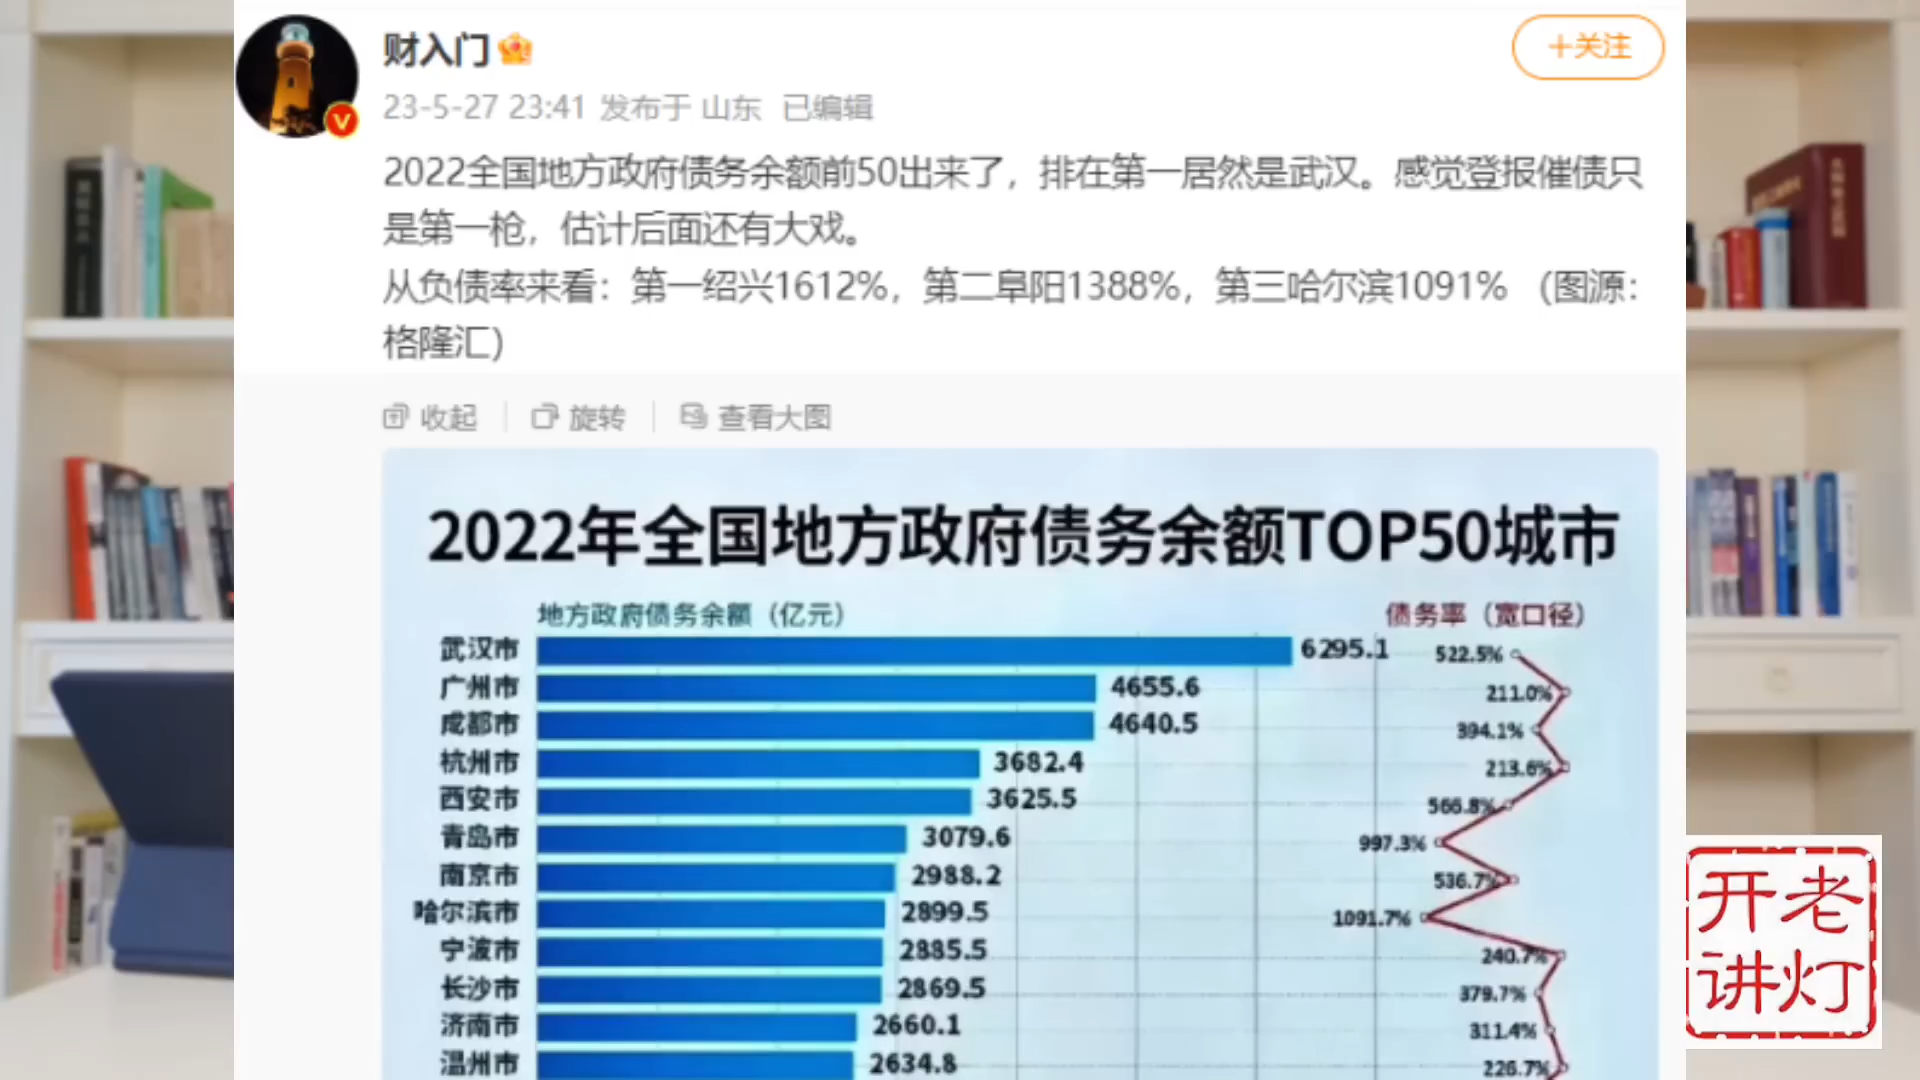 财入门
+关注
23-5-27 23:41 发布于 山东 已编辑
2022全国地方政府债务余额前50出来了，排在第一居然是武汉。感觉登报催债只
是第一枪，估计后面还有大戏。
从负债率来看：第一绍兴1612%，第二阜阳1388%，第三哈尔滨1091% （图源：
格隆汇）
收起 旋转 查看大图
2022年全国地方政府债务余额TOP50城市
地方政府债务余额（亿元） 债务率（宽口径）
武汉市 6295.1 522.5%
广州市 4655.6 211.0%
成都市 4640.5 394.1%
杭州市 3682.4 213.6%
西安市 3625.5 566.8%
青岛市 3079.6 997.3%
南京市 2988.2 536.7%
哈尔滨市 2899.5 1091.7%
宁波市 2885.5 240.7%
长沙市 2869.5 379.7%
济南市 2660.1 311.4%
温州市 2634.8 226.7%
老灯
开讲